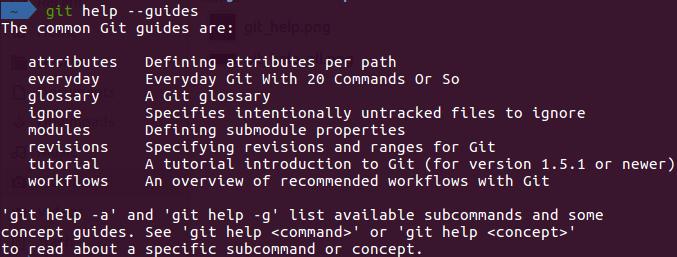 ~ git help --guides
The common Git guides are:
attributes Defining attributes per path
everyday Everyday Git With 20 Commands Or So
glossary A Git glossary
ignore Specifies intentionally untracked files to ignore
modules Defining submodule properties
revisions Specifying revisions and ranges for Git
tutorial A tutorial introduction to Git (for version 1.5.1 or newer)
workflows An overview of recommended workflows with Git
'git help -a' and 'git help -g' list available subcommands and some
concept guides. See 'git help <command>' or 'git help <concept>'
to read about a specific subcommand or concept.
git_help.png